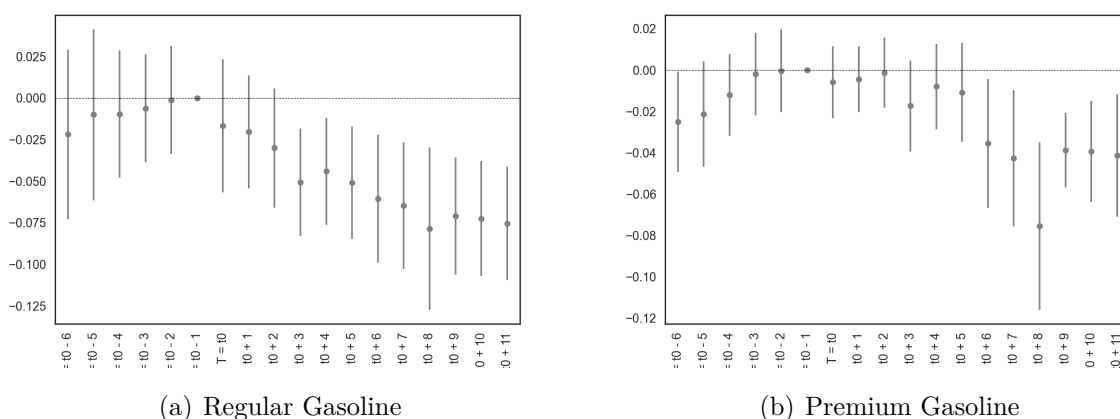 0.025
0.000
−0.025
−0.050
−0.075
−0.100
−0.125
= t0 - 6
= t0 - 5
= t0 - 4
= t0 - 3
= t0 - 2
= t0 - 1
T = t0
t0 + 1
t0 + 2
t0 + 3
t0 + 4
t0 + 5
t0 + 6
t0 + 7
t0 + 8
t0 + 9
0 + 10
:0 + 11
(a) Regular Gasoline
0.02
0.00
−0.02
−0.04
−0.06
−0.08
−0.10
−0.12
= t0 - 6
= t0 - 5
= t0 - 4
= t0 - 3
= t0 - 2
= t0 - 1
T = t0
t0 + 1
t0 + 2
t0 + 3
t0 + 4
t0 + 5
t0 + 6
t0 + 7
t0 + 8
t0 + 9
0 + 10
:0 + 11
(b) Premium Gasoline